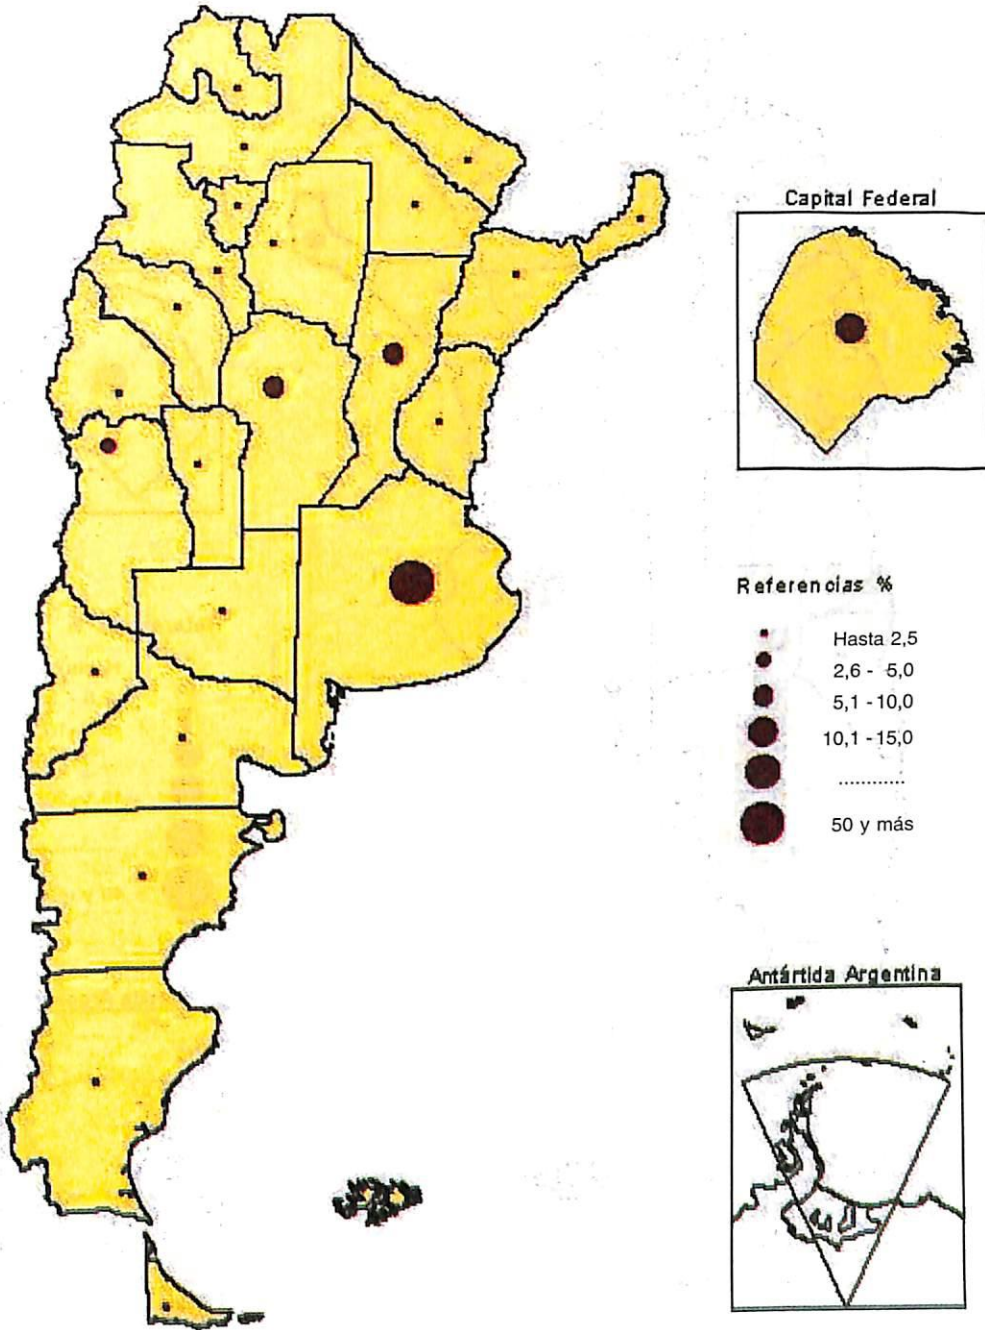 Capital Federal
Referencias %
Hasta 2,5
2,6 - 5,0
5,1 - 10,0
10,1 - 15,0
............
50 y más
Antártida Argentina